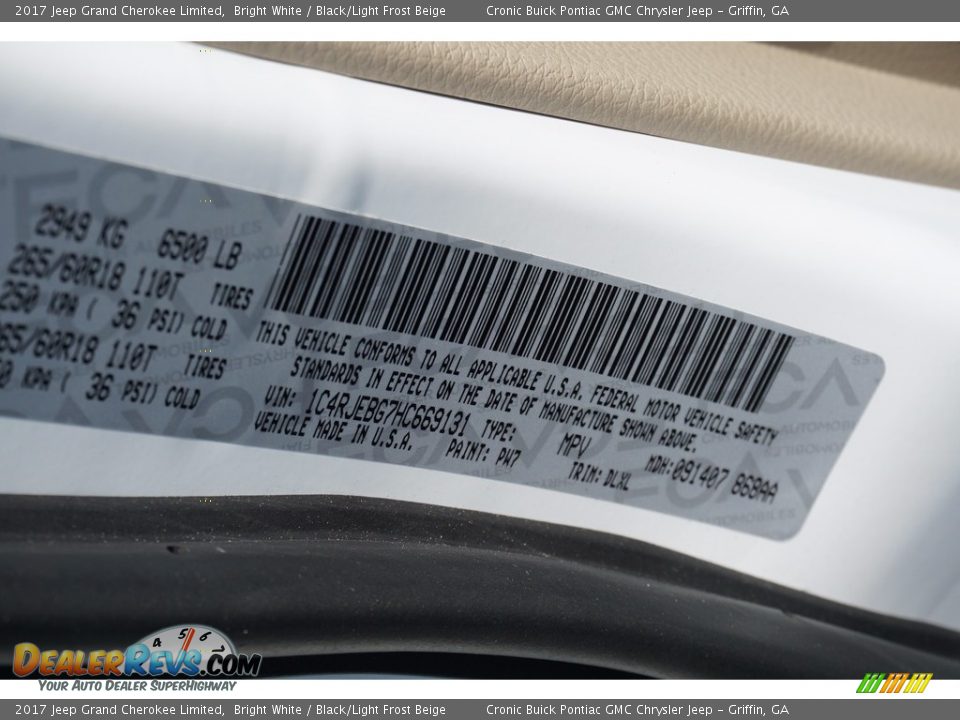 2017 Jeep Grand Cherokee Limited, Bright White / Black/Light Frost Beige Cronic Buick Pontiac GMC Chrysler Jeep - Griffin, GA
2949 KG 6500 LB
265/60R18 110T TIRES
250 KPA ( 36 PSI) COLD
65/60R18 110T TIRES
0 KPA ( 36 PSI) COLD
THIS VEHICLE CONFORMS TO ALL APPLICABLE U.S.A. FEDERAL MOTOR VEHICLE SAFETY
STANDARDS IN EFFECT ON THE DATE OF MANUFACTURE SHOWN ABOVE.
VIN: 1C4RJEBG7HC669131 TYPE: MPV MDH:091407 868AA
VEHICLE MADE IN U.S.A. PAINT: PW7 TRIM: DLXL
4 5 6
DEALERREVS.COM
YOUR AUTO DEALER SUPERHIGHWAY
2017 Jeep Grand Cherokee Limited, Bright White / Black/Light Frost Beige Cronic Buick Pontiac GMC Chrysler Jeep - Griffin, GA